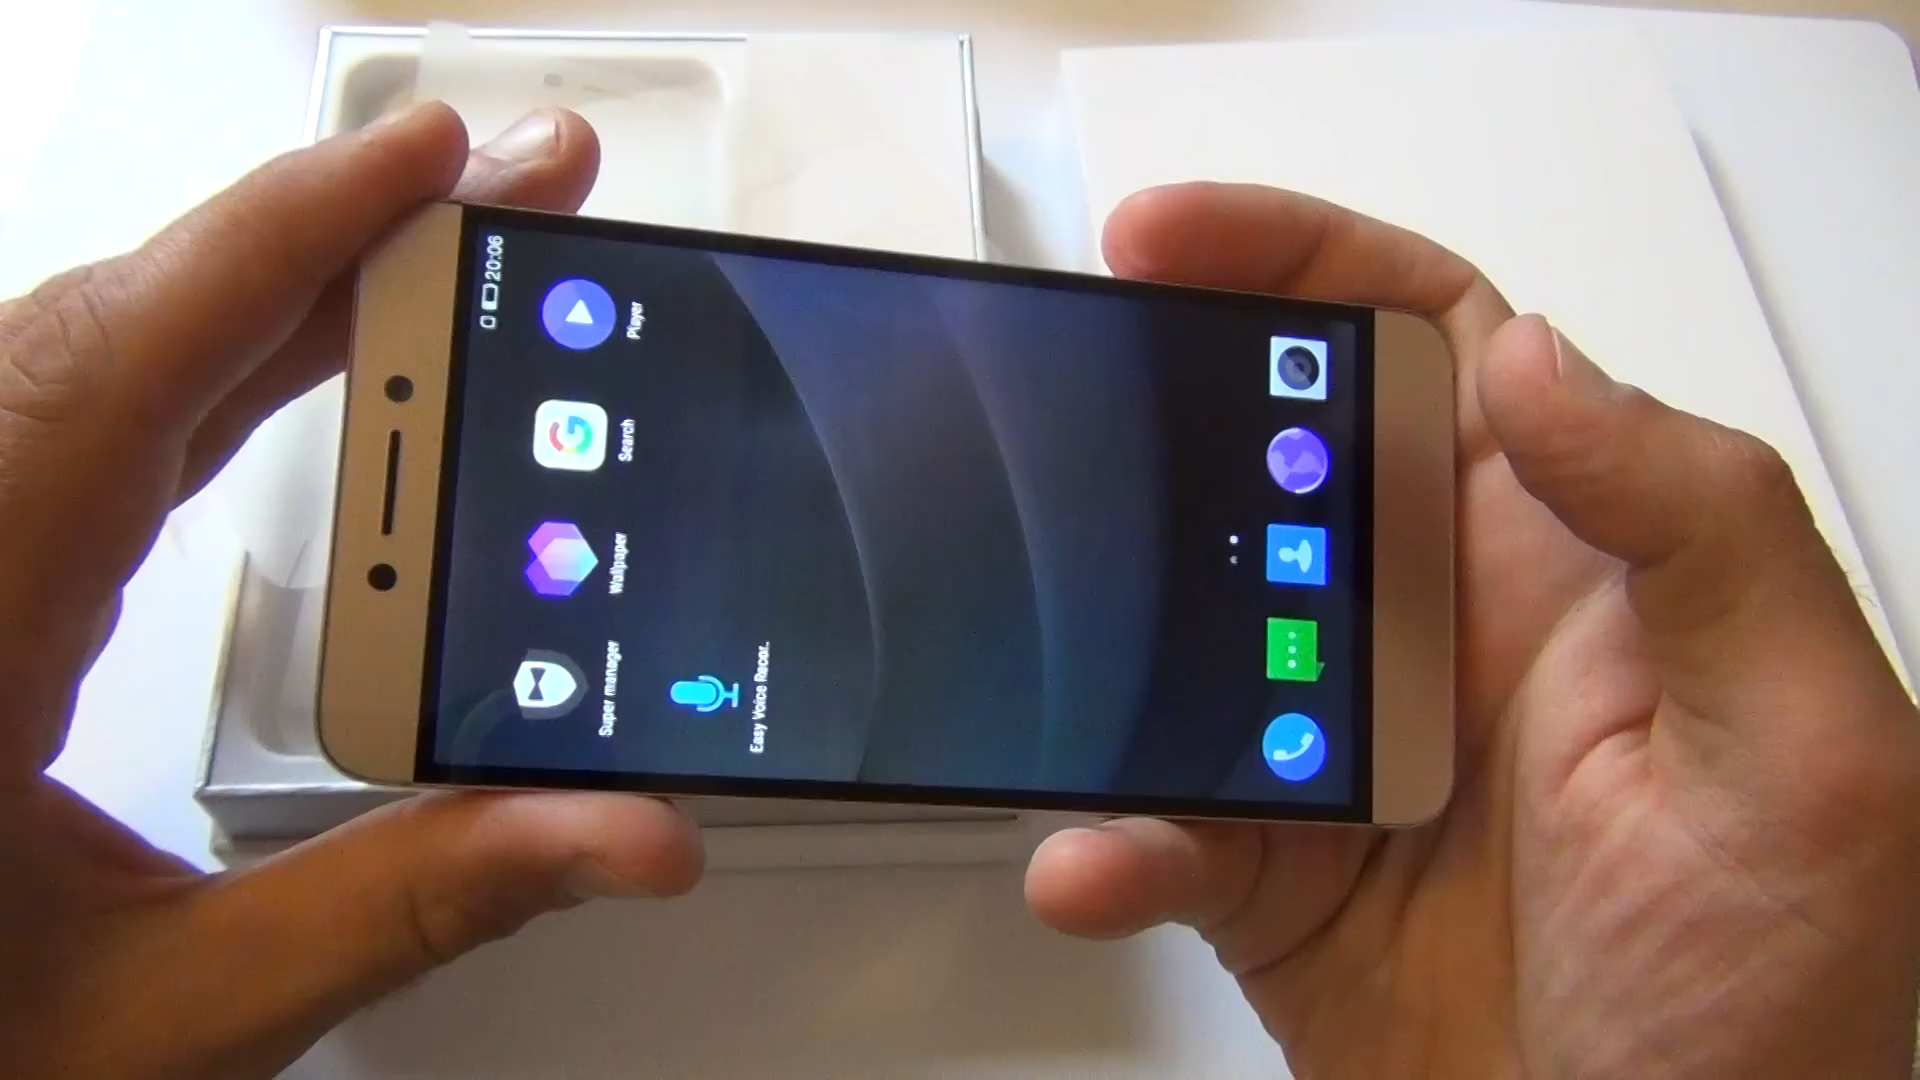 20:06
Super manager
Wallpaper
Search
Player
Easy Voice Recor.